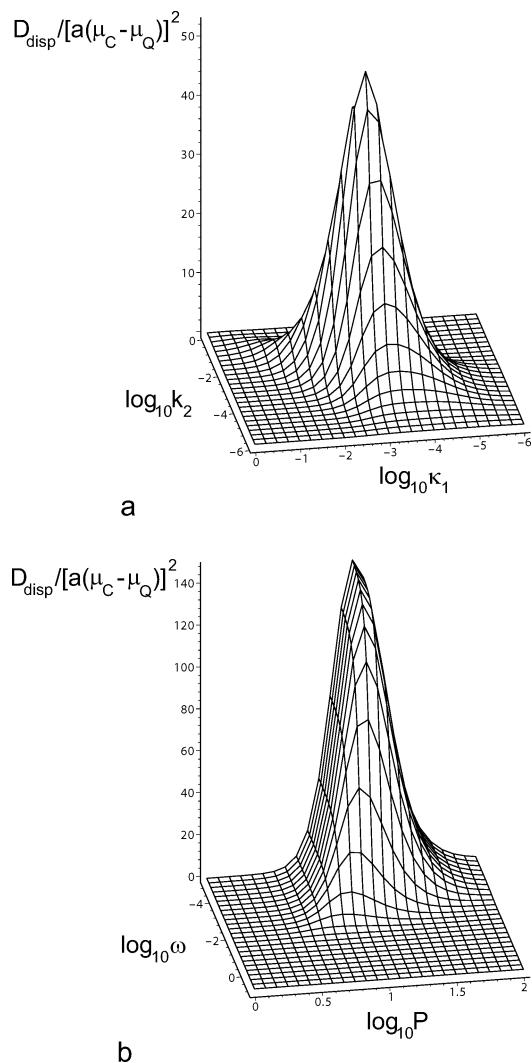 D_disp/[a(μ_C-μ_Q)]^2
50
40
30
20
10
0
-2
-4
-6
log_10 k_2
0 -1 -2 -3 -4 -5 -6
log_10 κ_1
a
D_disp/[a(μ_C-μ_Q)]^2
140
120
100
80
60
40
20
0
-4
-2
0
log_10 ω
0 0.5 1 1.5 2
log_10 P
b